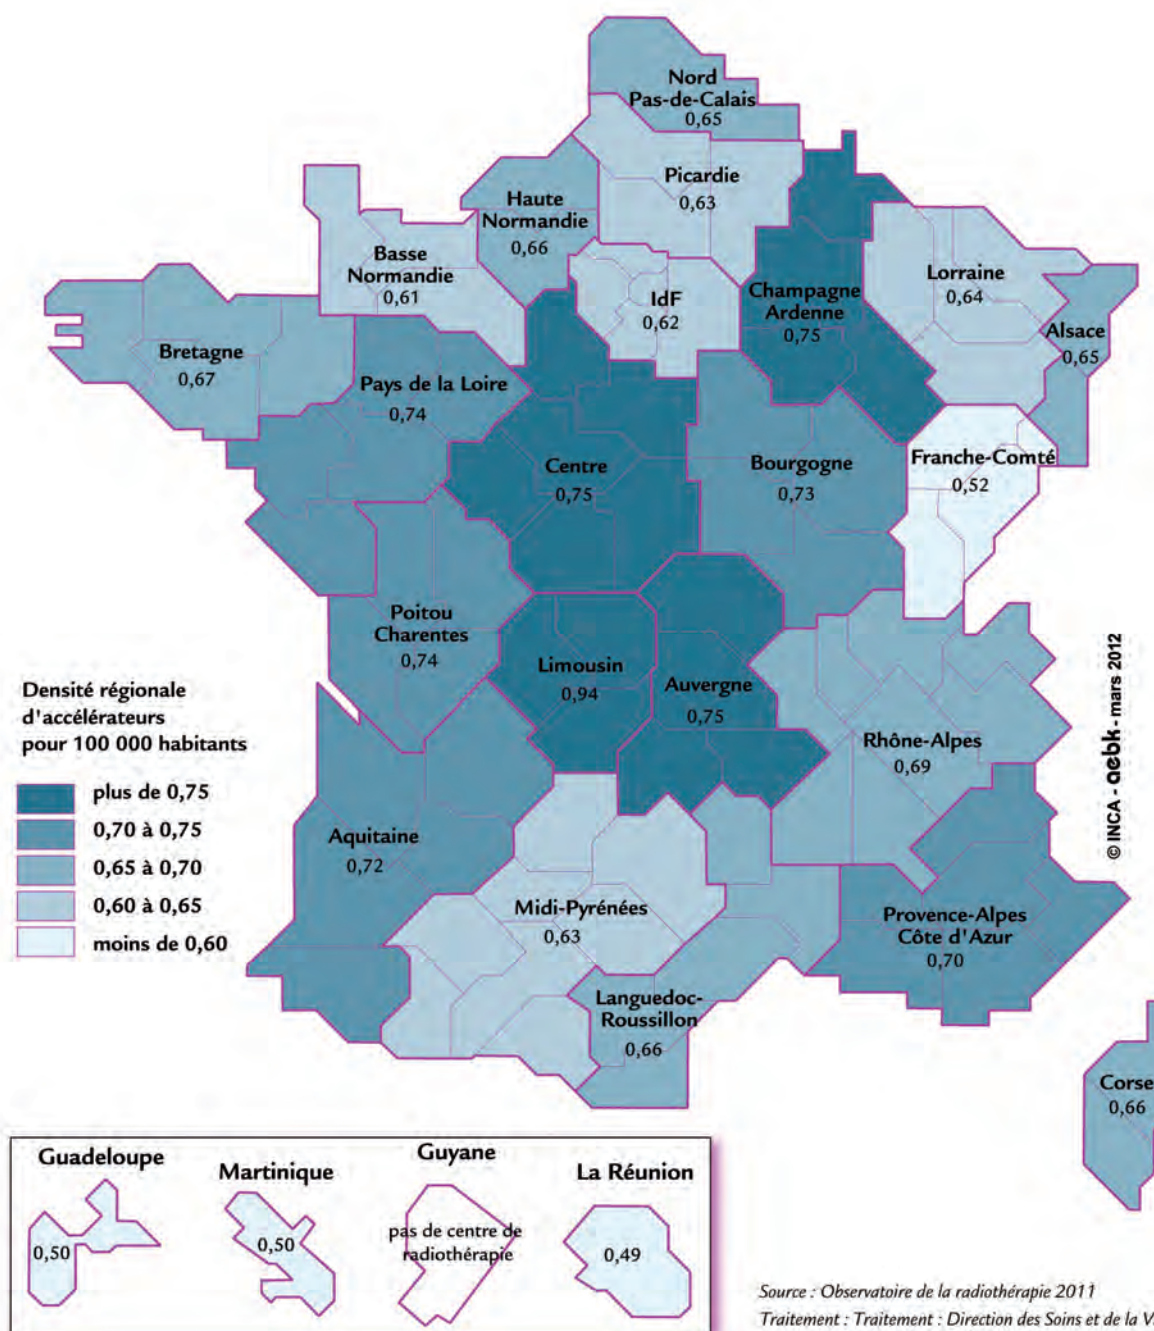 Nord
Pas-de-Calais
0,65
Picardie
0,63
Haute
Normandie
0,66
Basse
Normandie
0,61
IdF
0,62
Champagne
Ardenne
0,75
Lorraine
0,64
Alsace
0,65
Bretagne
0,67
Pays de la Loire
0,74
Centre
0,75
Bourgogne
0,73
Franche-Comté
0,52
Poitou
Charentes
0,74
Limousin
0,94
Auvergne
0,75
Rhône-Alpes
0,69
Aquitaine
0,72
Midi-Pyrénées
0,63
Languedoc-
Roussillon
0,66
Provence-Alpes
Côte d'Azur
0,70
Corse
0,66
Densité régionale
d'accélérateurs
pour 100 000 habitants
plus de 0,75
0,70 à 0,75
0,65 à 0,70
0,60 à 0,65
moins de 0,60
© INCA - aebk - mars 2012
Guadeloupe
0,50
Martinique
0,50
Guyane
pas de centre de
radiothérapie
La Réunion
0,49
Source : Observatoire de la radiothérapie 2011
Traitement : Traitement : Direction des Soins et de la V